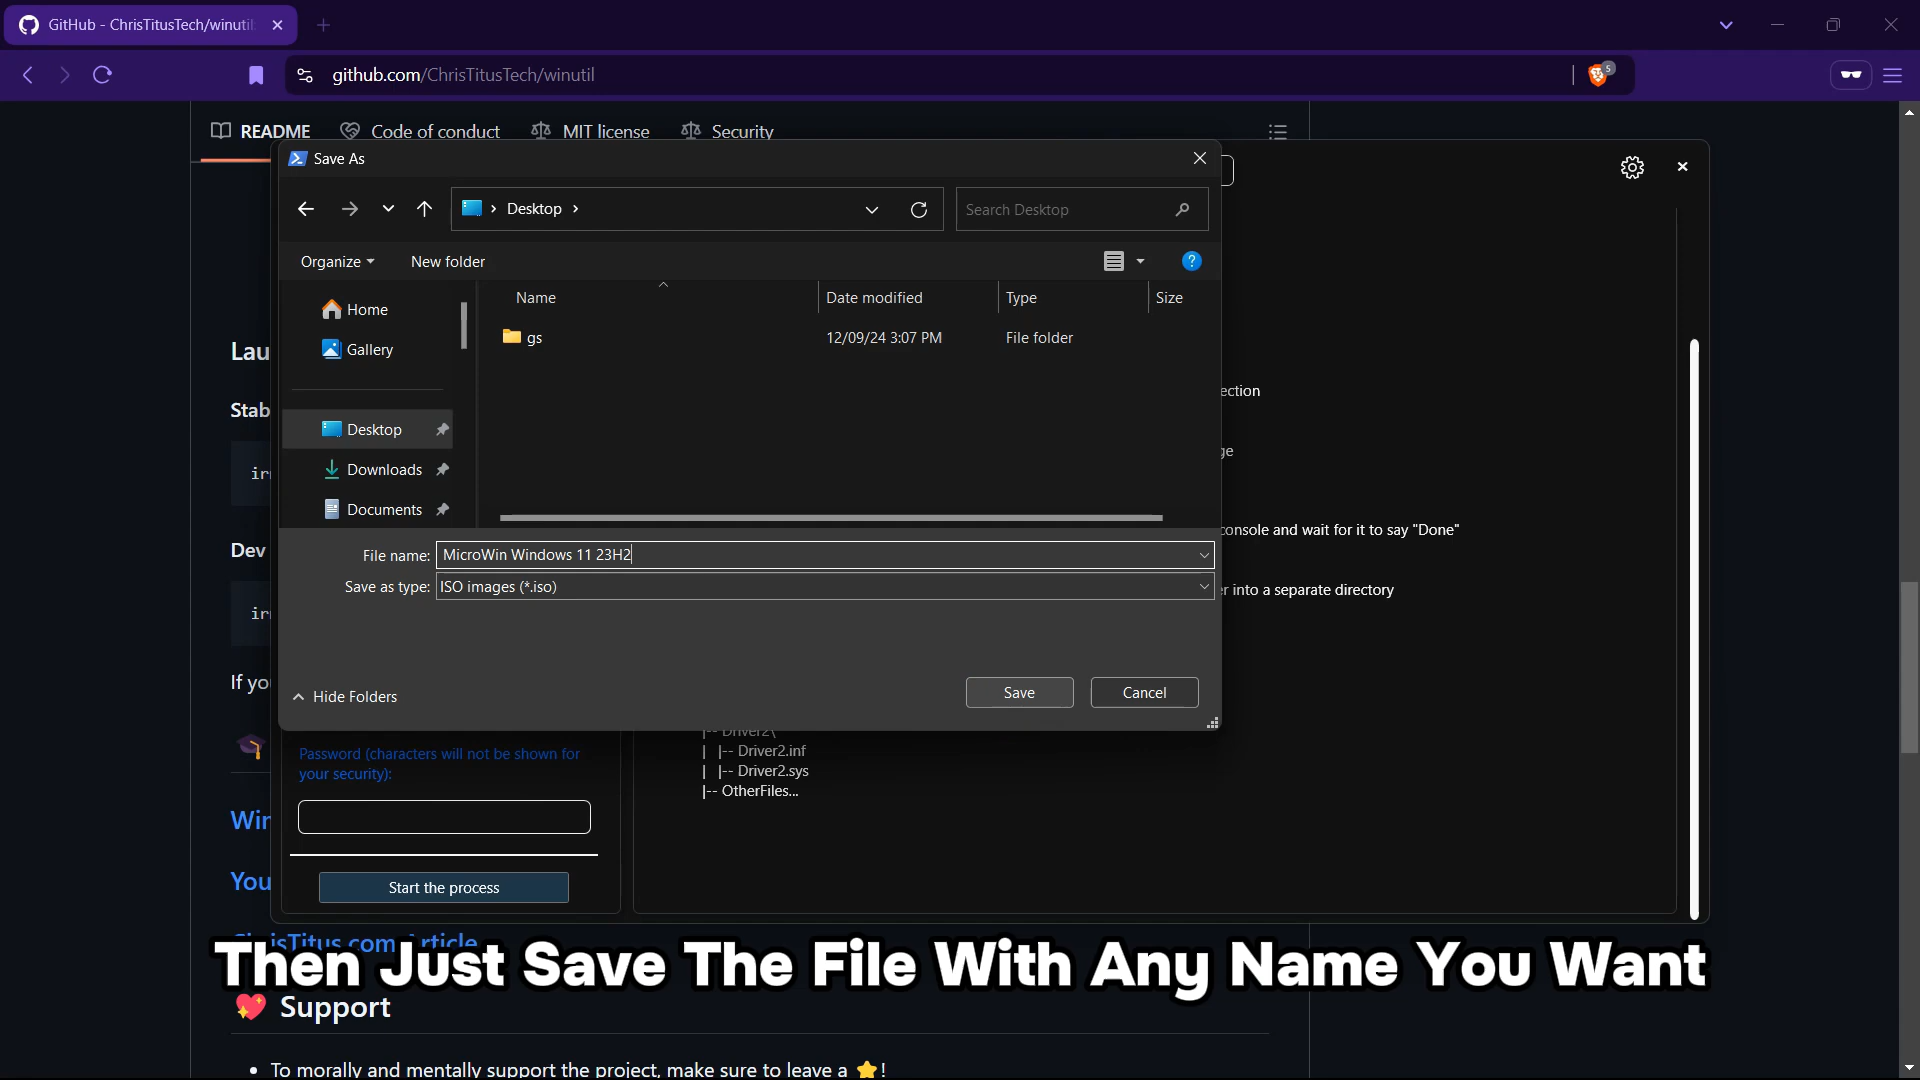 GitHub - ChrisTitusTech/winutil
github.com/ChrisTitusTech/winutil
5
README
Code of conduct
MIT license
Security
Save As
Desktop
Search Desktop
Organize
New folder
?
Name
Date modified
Type
Size
Home
gs
12/09/24 3:07 PM
File folder
Gallery
Desktop
Downloads
Documents
File name:
MicroWin Windows 11 23H2
Save as type:
ISO images (*.iso)
Hide Folders
Save
Cancel
Lau
Stab
Dev
If yo
ection
ge
console and wait for it to say "Done"
r into a separate directory
|-- Driver2\
| |-- Driver2.inf
| |-- Driver2.sys
|-- OtherFiles...
Password (characters will not be shown for
your security):
Win
Start the process
You
ChrisTitus.com Article
Then Just Save The File With Any Name You Want
Support
To morally and mentally support the project, make sure to leave a ⭐!